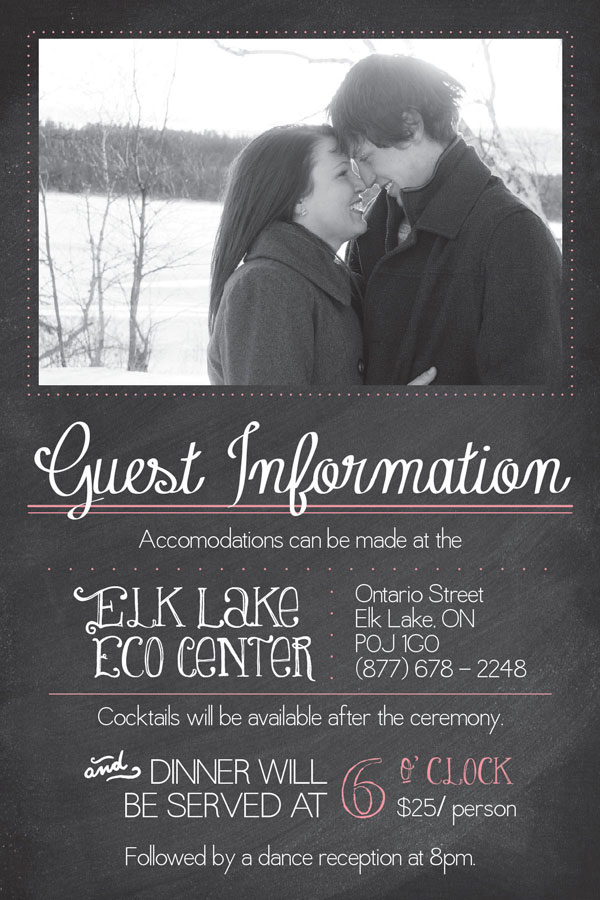 Guest Information
Accomodations can be made at the
ELK LAKE
ECO CENTER
Ontario Street
Elk Lake, ON
P0J 1G0
(877) 678 – 2248
Cocktails will be available after the ceremony.
and DINNER WILL
BE SERVED AT
6 O' CLOCK
$25/ person
Followed by a dance reception at 8pm.